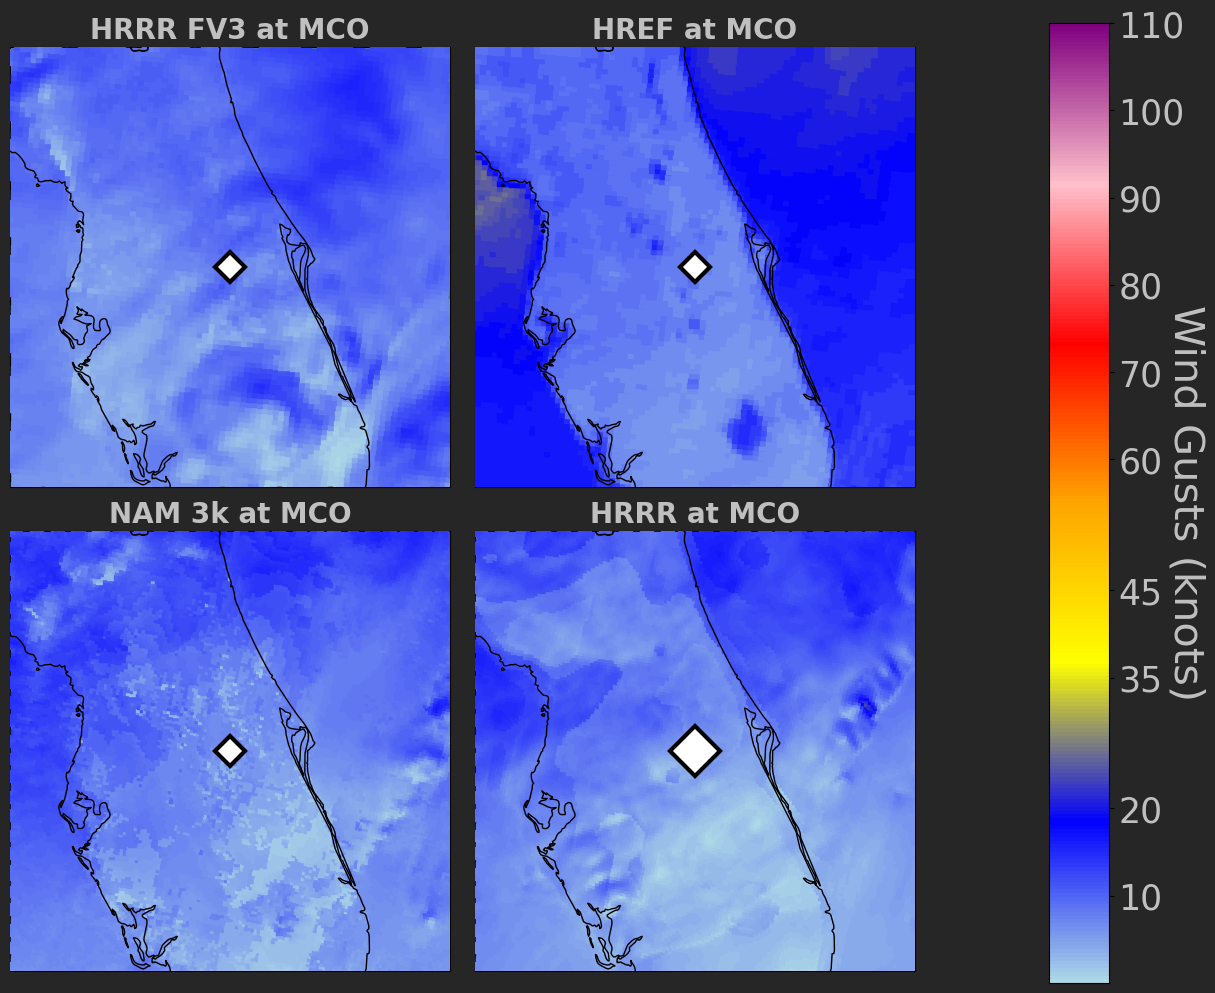 HRRR FV3 at MCO
HREF at MCO
NAM 3k at MCO
HRRR at MCO
110
100
90
80
70
60
45
35
20
10
Wind Gusts (knots)